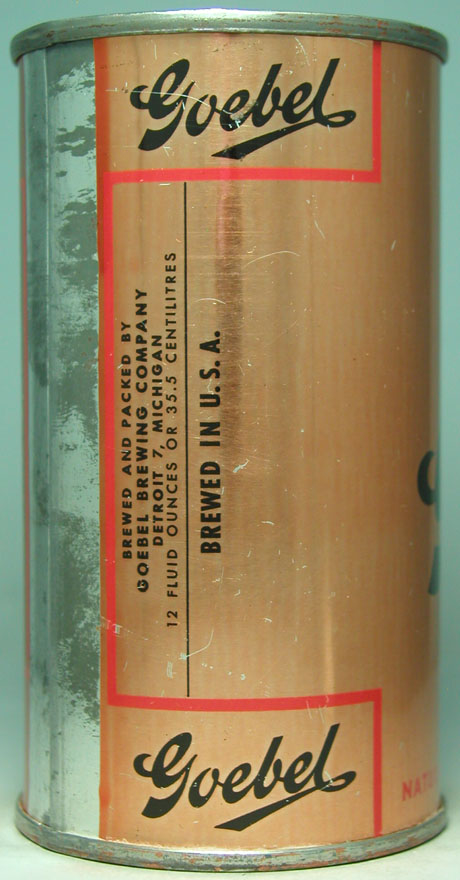 Goebel
BREWED AND PACKED BY
GOEBEL BREWING COMPANY
DETROIT 7, MICHIGAN
12 FLUID OUNCES OR 35.5 CENTILITRES
BREWED IN U.S.A.
Goebel